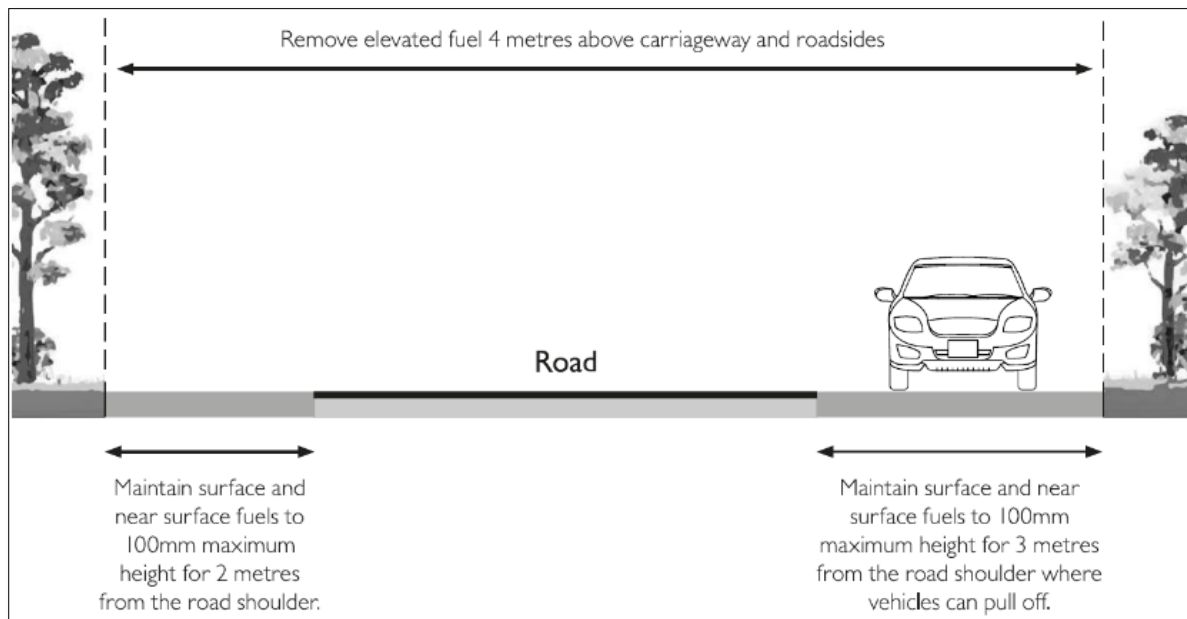 Remove elevated fuel 4 metres above carriageway and roadsides
Road
Maintain surface and
near surface fuels to
100mm maximum
height for 2 metres
from the road shoulder.
Maintain surface and near
surface fuels to 100mm
maximum height for 3 metres
from the road shoulder where
vehicles can pull off.